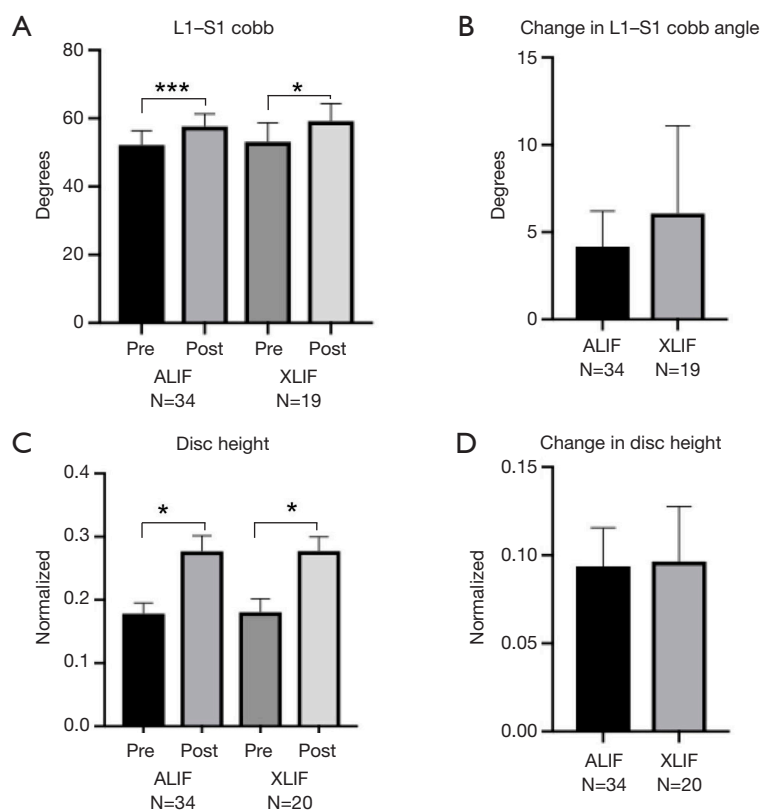 A
L1–S1 cobb
80
60
40
20
0
Degrees
***
*
Pre Post Pre Post
ALIF XLIF
N=34 N=19
B
Change in L1–S1 cobb angle
15
10
5
0
Degrees
ALIF XLIF
N=34 N=19
C
Disc height
0.4
0.3
0.2
0.1
0.0
Normalized
*
*
Pre Post Pre Post
ALIF XLIF
N=34 N=20
D
Change in disc height
0.15
0.10
0.05
0.00
Normalized
ALIF XLIF
N=34 N=20